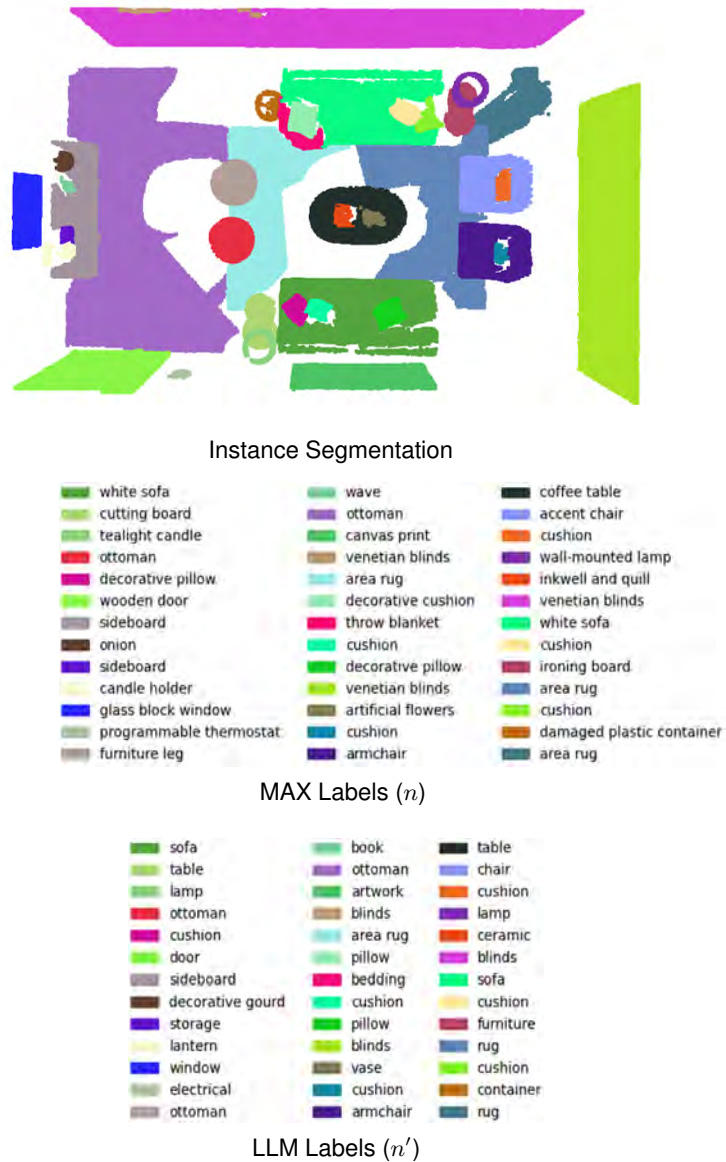 Instance Segmentation
white sofa wave coffee table
cutting board ottoman accent chair
tealight candle canvas print cushion
ottoman venetian blinds wall-mounted lamp
decorative pillow area rug inkwell and quill
wooden door decorative cushion venetian blinds
sideboard throw blanket white sofa
onion cushion cushion
sideboard decorative pillow ironing board
candle holder venetian blinds area rug
glass block window artificial flowers cushion
programmable thermostat cushion damaged plastic container
furniture leg armchair area rug
MAX Labels (n)
sofa book table
table ottoman chair
lamp artwork cushion
ottoman blinds lamp
cushion area rug ceramic
door pillow blinds
sideboard bedding sofa
decorative gourd cushion cushion
storage pillow furniture
lantern blinds rug
window vase cushion
electrical cushion container
ottoman armchair rug
LLM Labels (n′)